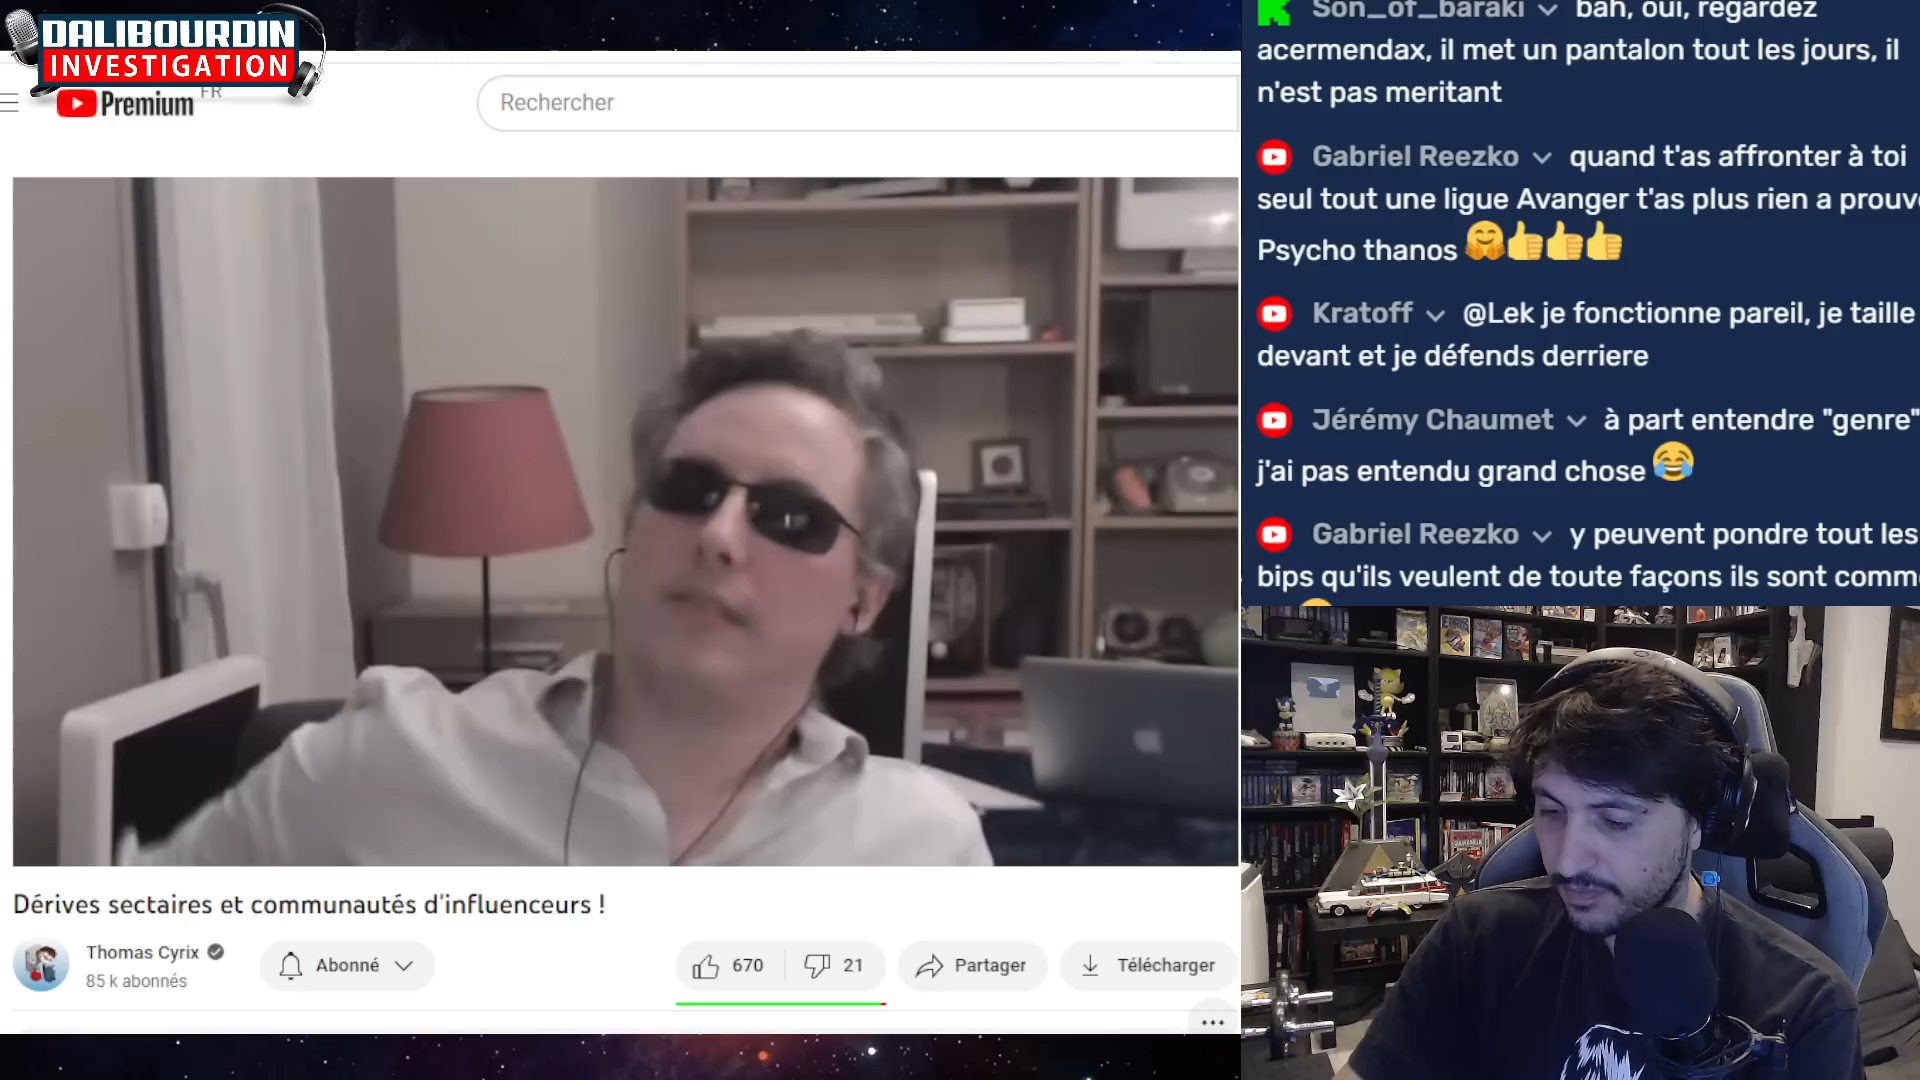 DALIBOURDIN
INVESTIGATION
Premium
FR
Rechercher
Dérives sectaires et communautés d'influenceurs !
Thomas Cyrix
85 k abonnés
Abonné
670
21
Partager
Télécharger
Son_of_baraki bah, oui, regardez
acermendax, il met un pantalon tout les jours, il
n'est pas meritant
Gabriel Reezko quand t'as affronter à toi
seul tout une ligue Avanger t'as plus rien a prouv
Psycho thanos
Kratoff @Lek je fonctionne pareil, je taille
devant et je défends derriere
Jérémy Chaumet à part entendre "genre"
j'ai pas entendu grand chose
Gabriel Reezko y peuvent pondre tout les
bips qu'ils veulent de toute façons ils sont comm